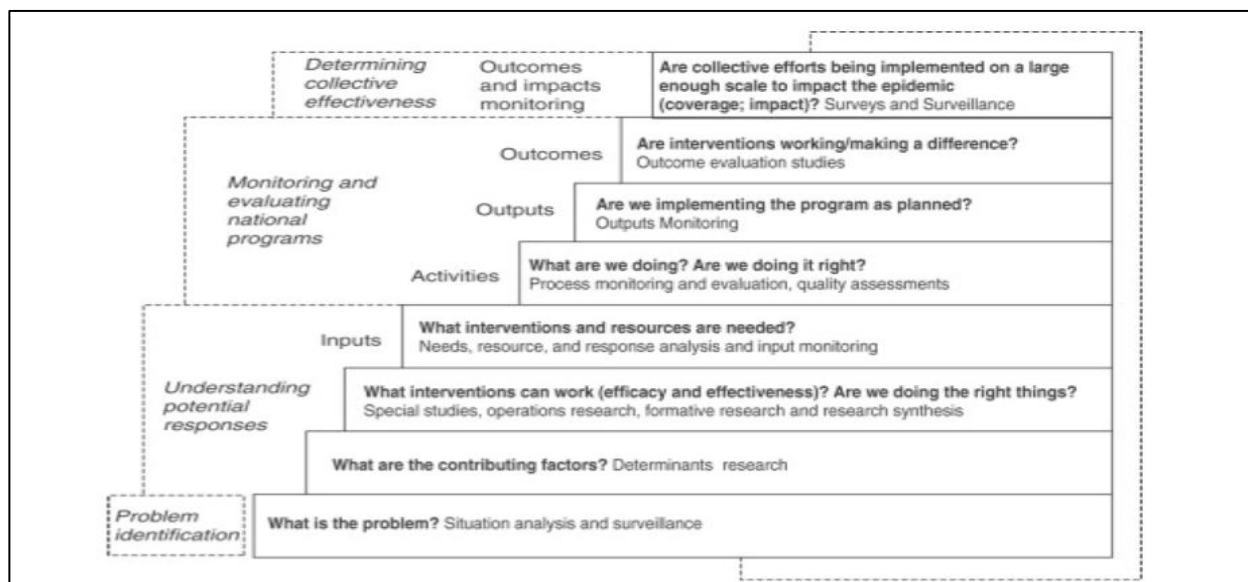 Determining
collective
effectiveness
Outcomes
and impacts
monitoring
Are collective efforts being implemented on a large
enough scale to impact the epidemic
(coverage; impact)? Surveys and Surveillance
Monitoring and
evaluating
national
programs
Outcomes
Are interventions working/making a difference?
Outcome evaluation studies
Outputs
Are we implementing the program as planned?
Outputs Monitoring
Activities
What are we doing? Are we doing it right?
Process monitoring and evaluation, quality assessments
Understanding
potential
responses
Inputs
What interventions and resources are needed?
Needs, resource, and response analysis and input monitoring
What interventions can work (efficacy and effectiveness)? Are we doing the right things?
Special studies, operations research, formative research and research synthesis
What are the contributing factors? Determinants research
Problem
identification
What is the problem? Situation analysis and surveillance